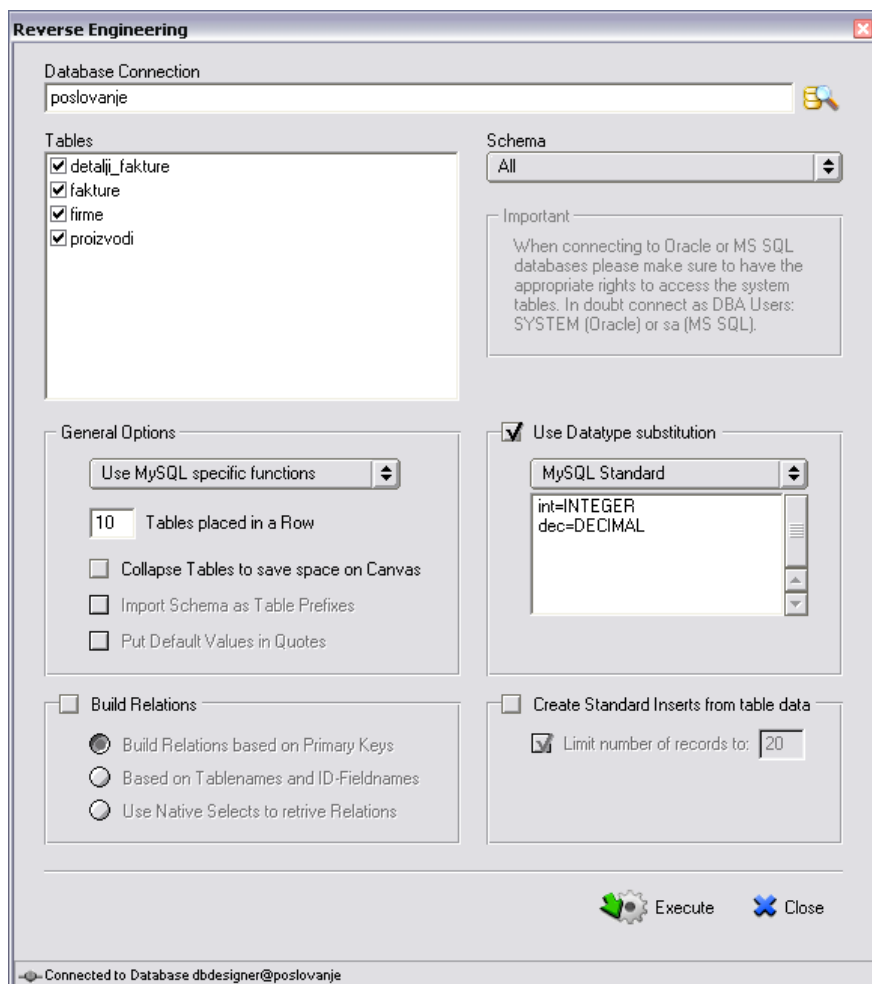 Reverse Engineering
Database Connection
poslovanje
Tables
detalji_fakture
fakture
firme
proizvodi
Schema
All
Important
When connecting to Oracle or MS SQL
databases please make sure to have the
appropriate rights to access the system
tables. In doubt connect as DBA Users:
SYSTEM (Oracle) or sa (MS SQL).
General Options
Use MySQL specific functions
10 Tables placed in a Row
Collapse Tables to save space on Canvas
Import Schema as Table Prefixes
Put Default Values in Quotes
Use Datatype substitution
MySQL Standard
int=INTEGER
dec=DECIMAL
Build Relations
Build Relations based on Primary Keys
Based on Tablenames and ID-Fieldnames
Use Native Selects to retrive Relations
Create Standard Inserts from table data
Limit number of records to: 20
Execute
Close
Connected to Database dbdesigner@poslovanje